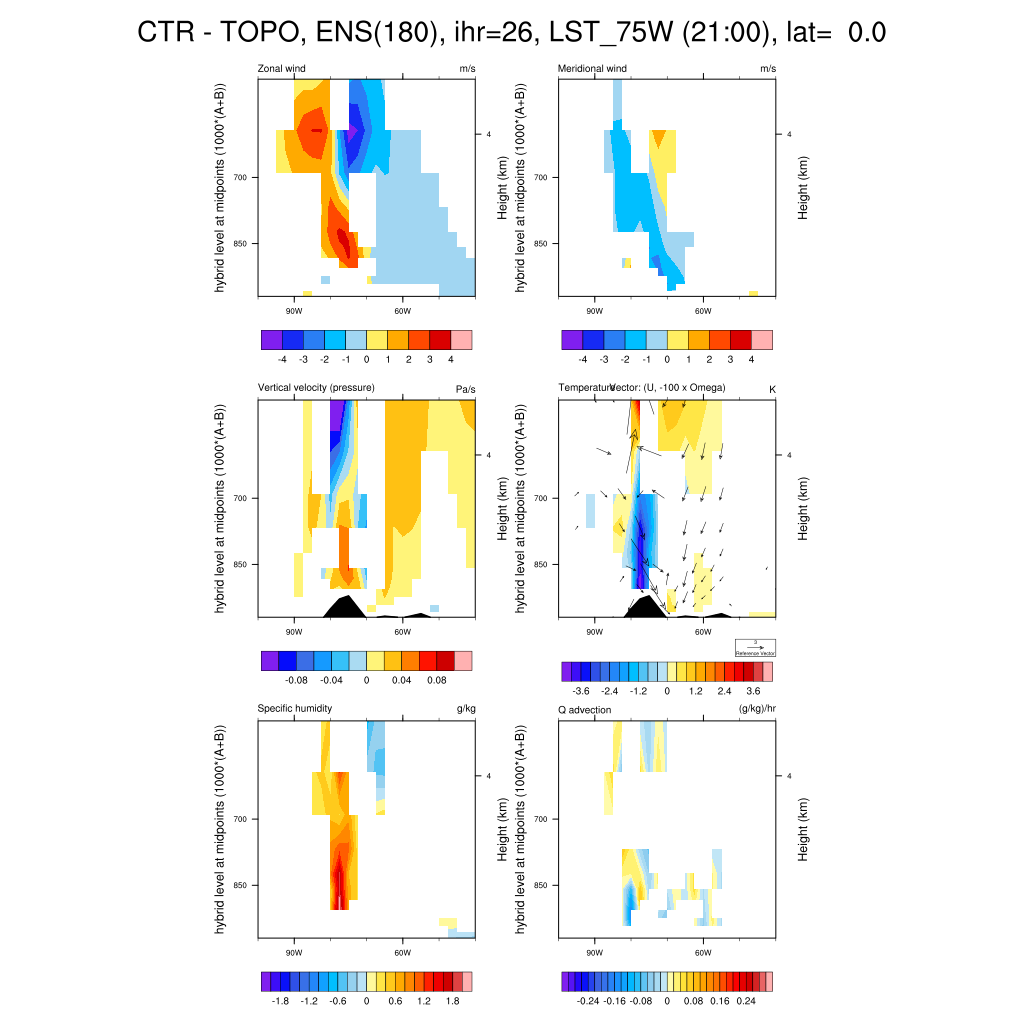 CTR - TOPO, ENS(180), ihr=26, LST_75W (21:00), lat=  0.0
Zonal wind
m/s
hybrid level at midpoints (1000*(A+B))
700
850
4
Height (km)
90W
60W
-4 -3 -2 -1 0 1 2 3 4
Meridional wind
m/s
hybrid level at midpoints (1000*(A+B))
700
850
4
Height (km)
90W
60W
-4 -3 -2 -1 0 1 2 3 4
Vertical velocity (pressure)
Pa/s
hybrid level at midpoints (1000*(A+B))
700
850
4
Height (km)
90W
60W
-0.08 -0.04 0 0.04 0.08
Temperature
Vector: (U, -100 x Omega)
K
hybrid level at midpoints (1000*(A+B))
700
850
4
Height (km)
90W
60W
3
Reference Vector
-3.6 -2.4 -1.2 0 1.2 2.4 3.6
Specific humidity
g/kg
hybrid level at midpoints (1000*(A+B))
700
850
4
Height (km)
90W
60W
-1.8 -1.2 -0.6 0 0.6 1.2 1.8
Q advection
(g/kg)/hr
hybrid level at midpoints (1000*(A+B))
700
850
4
Height (km)
90W
60W
-0.24 -0.16 -0.08 0 0.08 0.16 0.24